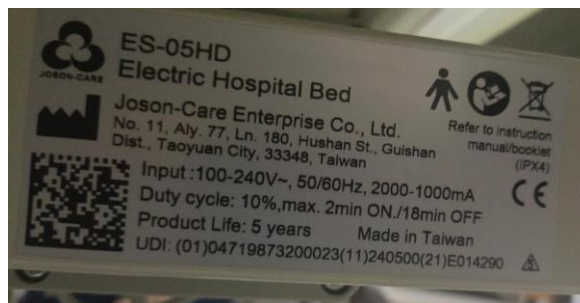 JOSON-CARE
ES-05HD
Electric Hospital Bed
Joson-Care Enterprise Co., Ltd.
No. 11, Aly. 77, Ln. 180, Hushan St., Guishan
Dist., Taoyuan City, 33348, Taiwan
Refer to instruction
manual/booklet
(IPX4)
CE
Input :100-240V~, 50/60Hz, 2000-1000mA
Duty cycle: 10%,max. 2min ON./18min OFF
Product Life: 5 years
Made in Taiwan
UDI: (01)04719873200023(11)240500(21)E014290